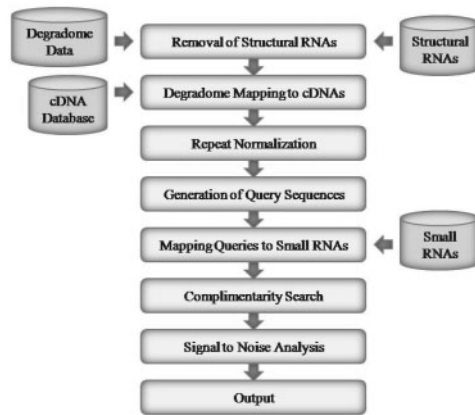 Degradome
Data
Removal of Structural RNAs
Structural
RNAs
cDNA
Database
Degradome Mapping to cDNAs
Repeat Normalization
Generation of Query Sequences
Mapping Queries to Small RNAs
Small
RNAs
Complimentarity Search
Signal to Noise Analysis
Output